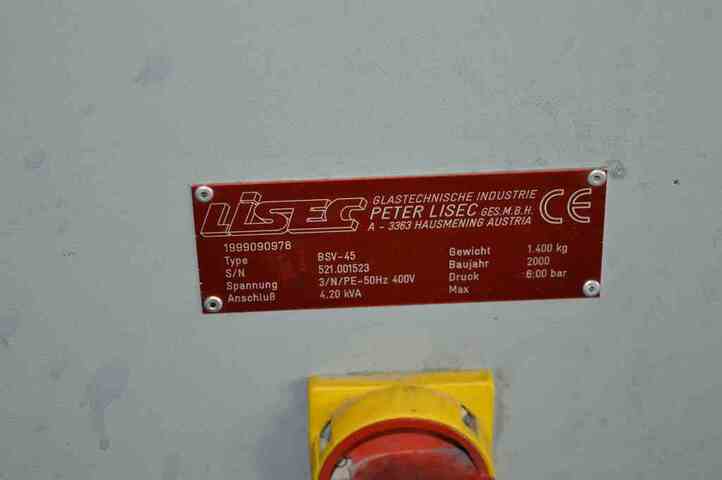 LISEC
GLASTECHNISCHE INDUSTRIE
PETER LISEC GES.M.B.H.
A - 3363 HAUSMENING AUSTRIA
CE
1999090978
Type BSV-45 Gewicht 1.400 kg
S/N 521.001523 Baujahr 2000
Spannung 3/N/PE-50Hz 400V Druck 6:00 bar
Anschluß 4.20 kVA Max